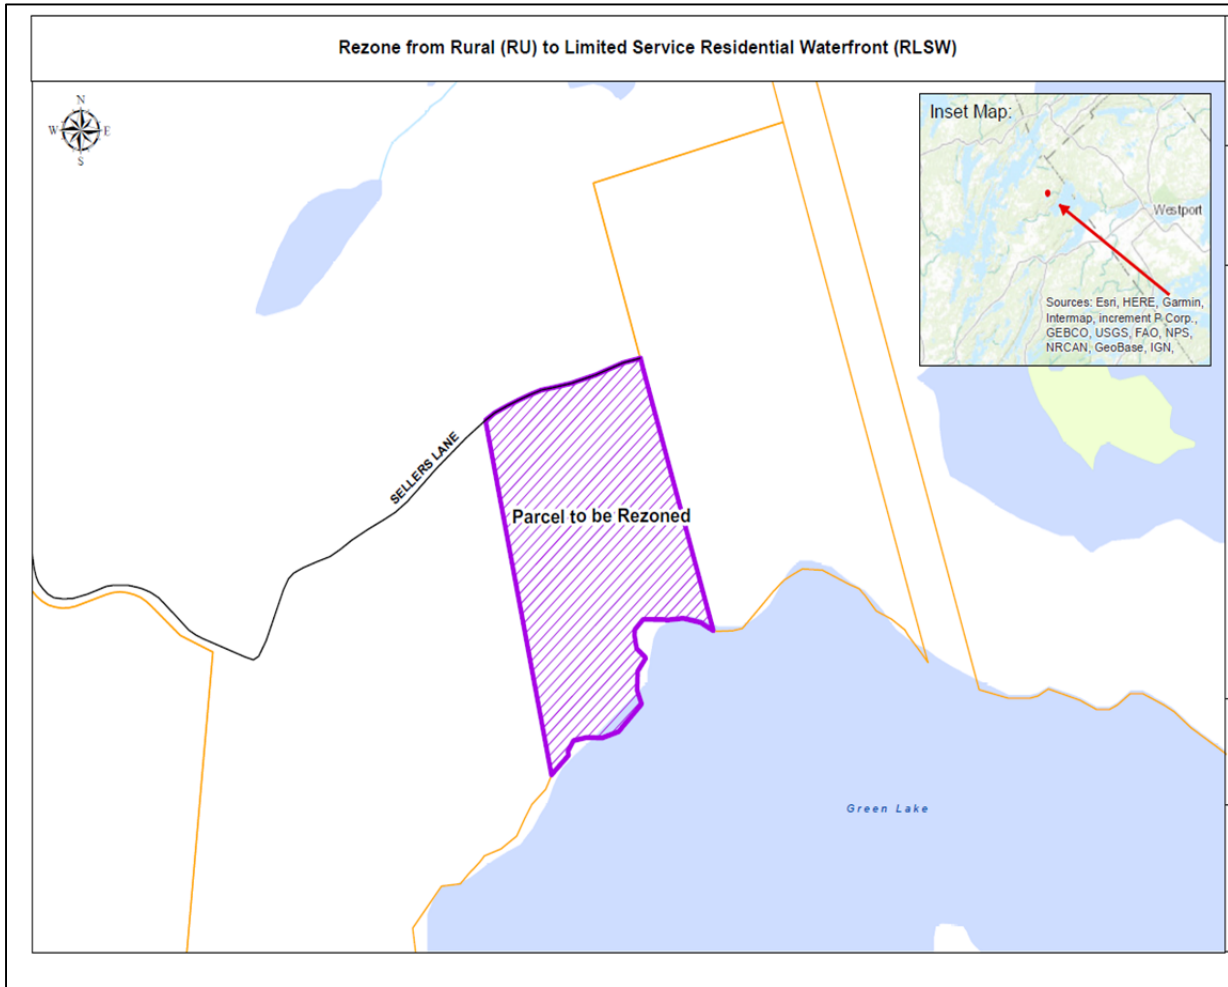 Rezone from Rural (RU) to Limited Service Residential Waterfront (RLSW)
N
W E
S
Inset Map:
Westport
Sources: Esri, HERE, Garmin,
Intermap, increment P Corp.,
GEBCO, USGS, FAO, NPS,
NRCAN, GeoBase, IGN,
SELLERS LANE
Parcel to be Rezoned
Green Lake